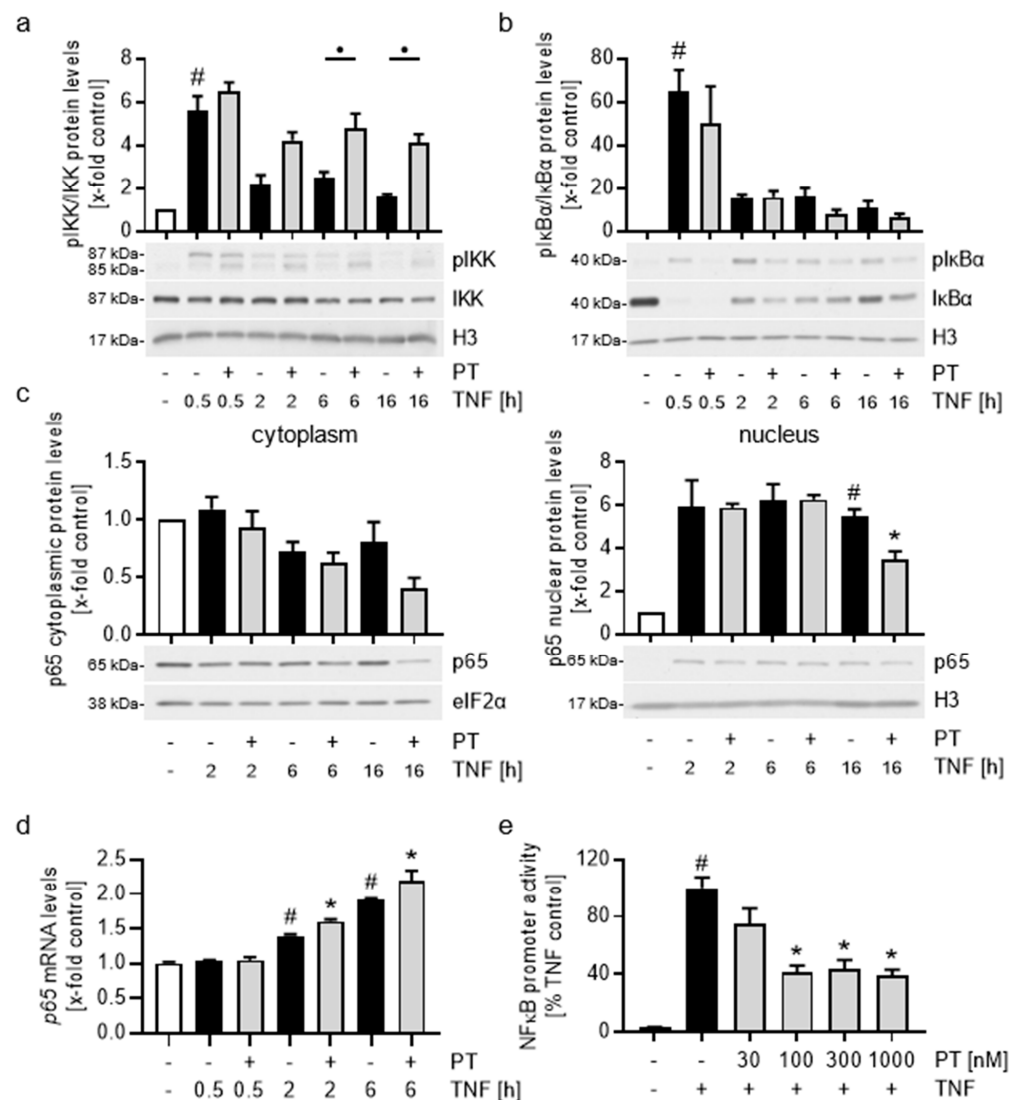 a
pIKK/IKK protein levels
[x-fold control]
8
6
4
2
0
#
•
•
87 kDa-
85 kDa-
pIKK
87 kDa-
IKK
17 kDa-
H3
- - + - + - + - + PT
- 0.5 0.5 2 2 6 6 16 16 TNF [h]
b
pIκBα/IκBα protein levels
[x-fold control]
80
60
40
20
0
#
40 kDa-
pIκBα
40 kDa-
IκBα
17 kDa-
H3
- - + - + - + - + PT
- 0.5 0.5 2 2 6 6 16 16 TNF [h]
c
cytoplasm
p65 cytoplasmic protein levels
[x-fold control]
1.5
1.0
0.5
0.0
65 kDa-
p65
38 kDa-
eIF2α
- - + - + - + PT
- 2 2 6 6 16 16 TNF [h]
nucleus
p65 nuclear protein levels
[x-fold control]
8
6
4
2
0
#
*
65 kDa-
p65
17 kDa-
H3
- - + - + - + PT
- 2 2 6 6 16 16 TNF [h]
d
p65 mRNA levels
[x-fold control]
2.5
2.0
1.5
1.0
0.5
0.0
#
*
#
*
- - + - + - + PT
- 0.5 0.5 2 2 6 6 TNF [h]
e
NFκB promoter activity
[% TNF control]
120
80
40
0
#
*
*
*
- - 30 100 300 1000 PT [nM]
- + + + + + TNF